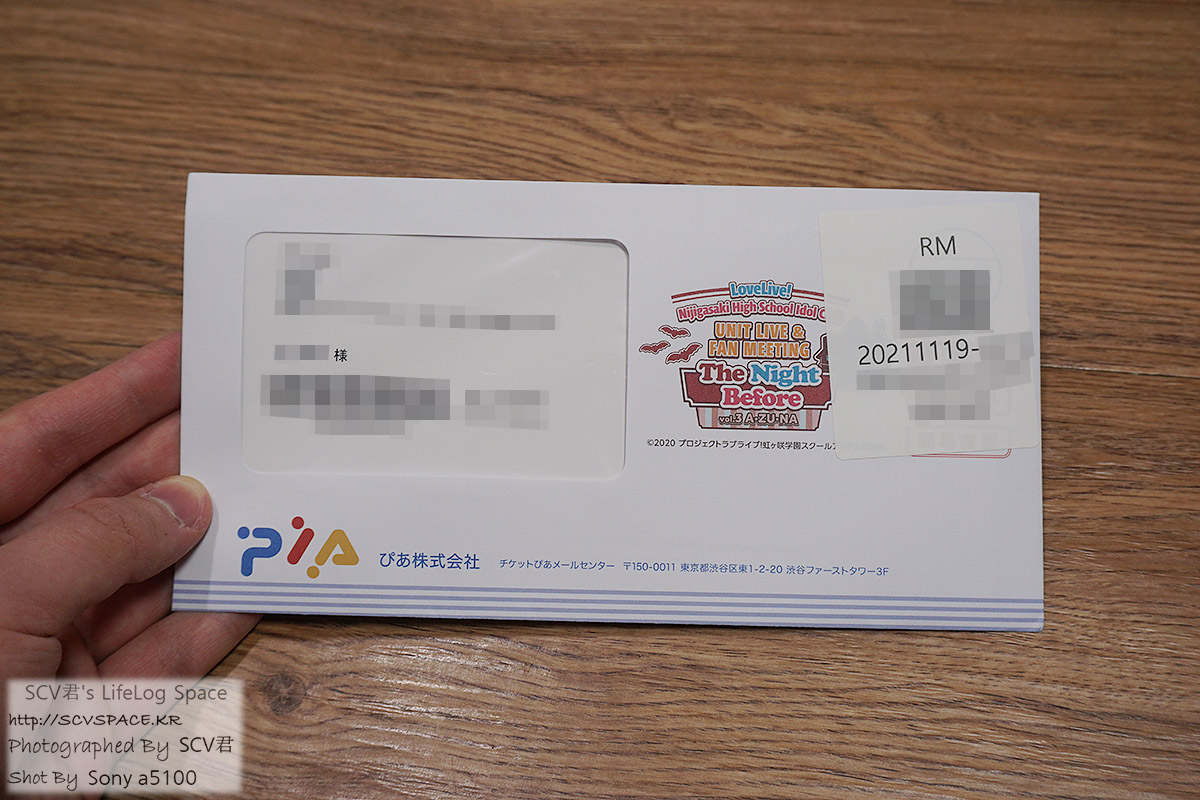 様
LoveLive!
Nijigasaki High School Idol C
UNIT LIVE &
FAN MEETING
The Night
Before
vol.3 A・ZU・NA
©2020 プロジェクトラブライブ!虹ヶ咲学園スクール
RM
20211119-
PIA
ぴあ株式会社 チケットぴあメールセンター 〒150-0011 東京都渋谷区東1-2-20 渋谷ファーストタワー3F
SCV君's LifeLog Space
http://SCVSPACE.KR
Photographed By SCV君
Shot By Sony a5100